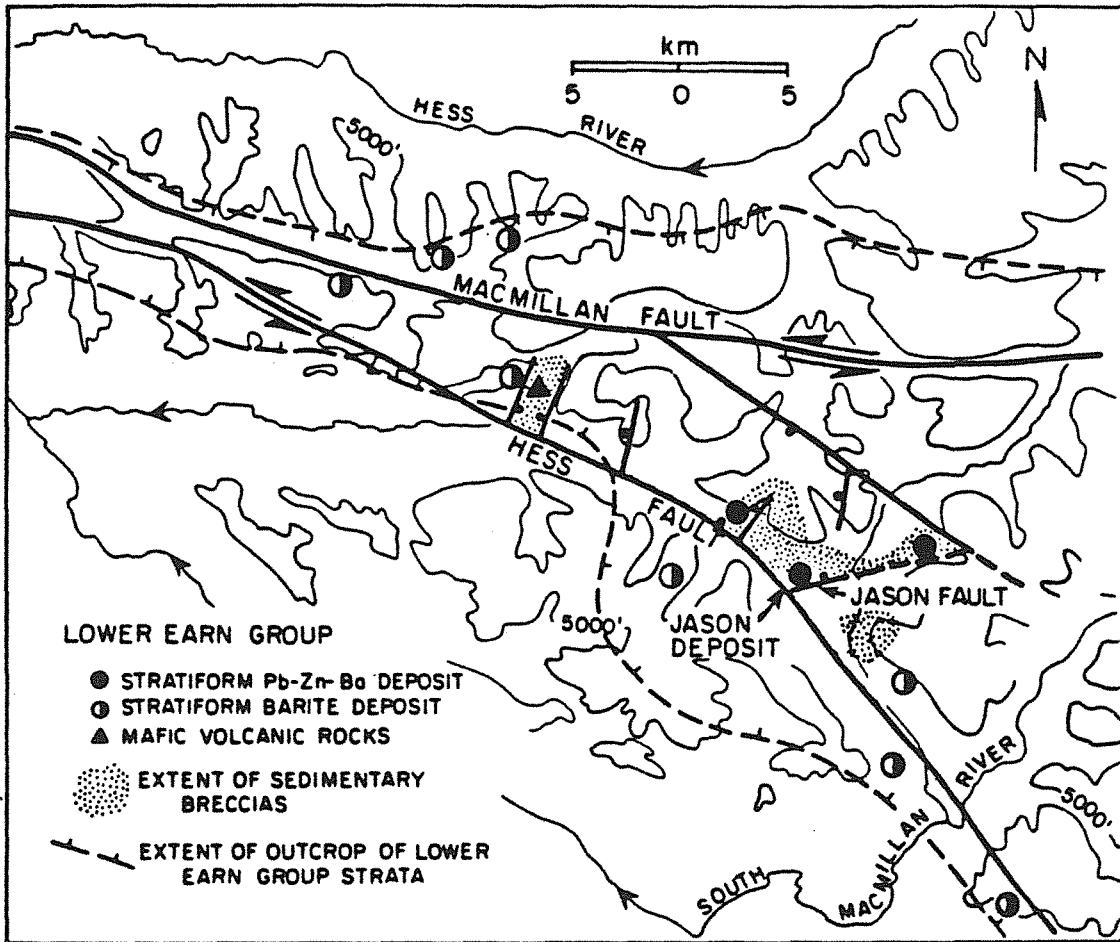 km
5 0 5
N
HESS RIVER
5000'
MACMILLAN FAULT
HESS FAULT
JASON FAULT
JASON
DEPOSIT
5000'
LOWER EARN GROUP
STRATIFORM Pb-Zn-Ba DEPOSIT
STRATIFORM BARITE DEPOSIT
MAFIC VOLCANIC ROCKS
EXTENT OF SEDIMENTARY
BRECCIAS
EXTENT OF OUTCROP OF LOWER
EARN GROUP STRATA
SOUTH MACMILLAN RIVER
5000'